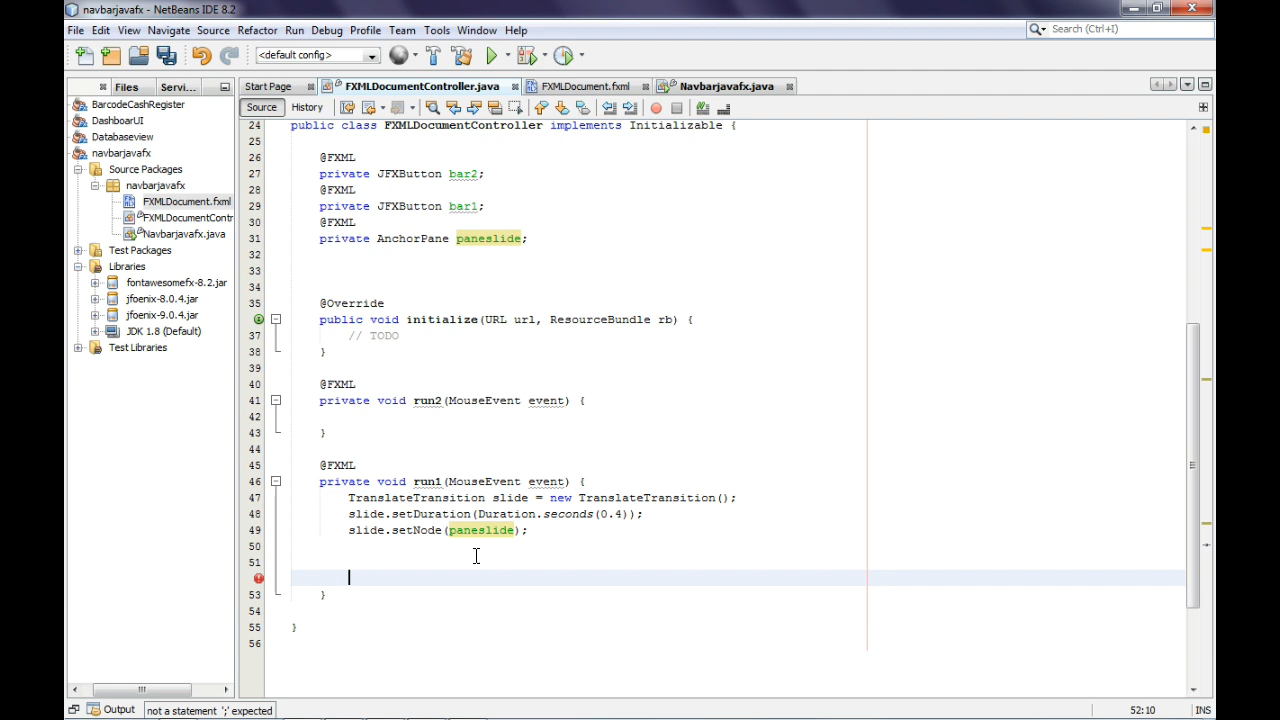 navbarjavafx - NetBeans IDE 8.2
File Edit View Navigate Source Refactor Run Debug Profile Team Tools Window Help
Search (Ctrl+I)
<default config>
Files Servi...
Start Page FXMLDocumentController.java FXMLDocument.fxml Navbarjavafx.java
Source History
BarcodeCashRegister
DashboarUI
Databaseview
navbarjavafx
Source Packages
navbarjavafx
FXMLDocument.fxml
FXMLDocumentContr
Navbarjavafx.java
Test Packages
Libraries
fontawesomefx-8.2.jar
jfoenix-8.0.4.jar
jfoenix-9.0.4.jar
JDK 1.8 (Default)
Test Libraries
24 public class FXMLDocumentController implements Initializable {
25
26 @FXML
27 private JFXButton bar2;
28 @FXML
29 private JFXButton bar1;
30 @FXML
31 private AnchorPane paneslide;
32
33
34
35 @Override
36 public void initialize(URL url, ResourceBundle rb) {
37 // TODO
38 }
39
40 @FXML
41 private void run2(MouseEvent event) {
42
43 }
44
45 @FXML
46 private void run1(MouseEvent event) {
47 TranslateTransition slide = new TranslateTransition();
48 slide.setDuration(Duration.seconds(0.4));
49 slide.setNode(paneslide);
50
51
53 }
54
55 }
56
Output not a statement ';' expected
52:10 INS